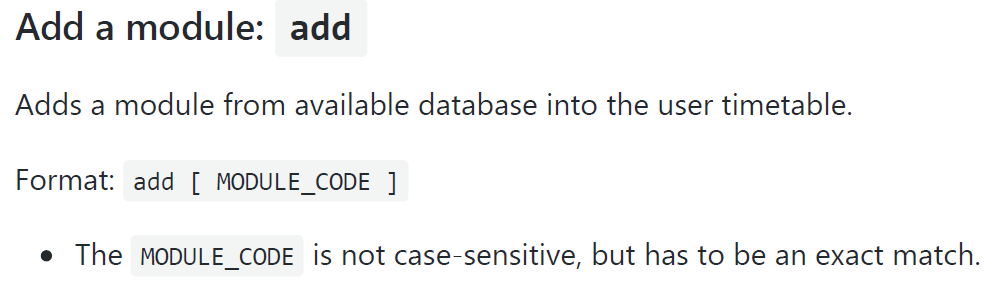 Add a module: add
Adds a module from available database into the user timetable.
Format: add [ MODULE_CODE ]
• The MODULE_CODE is not case-sensitive, but has to be an exact match.